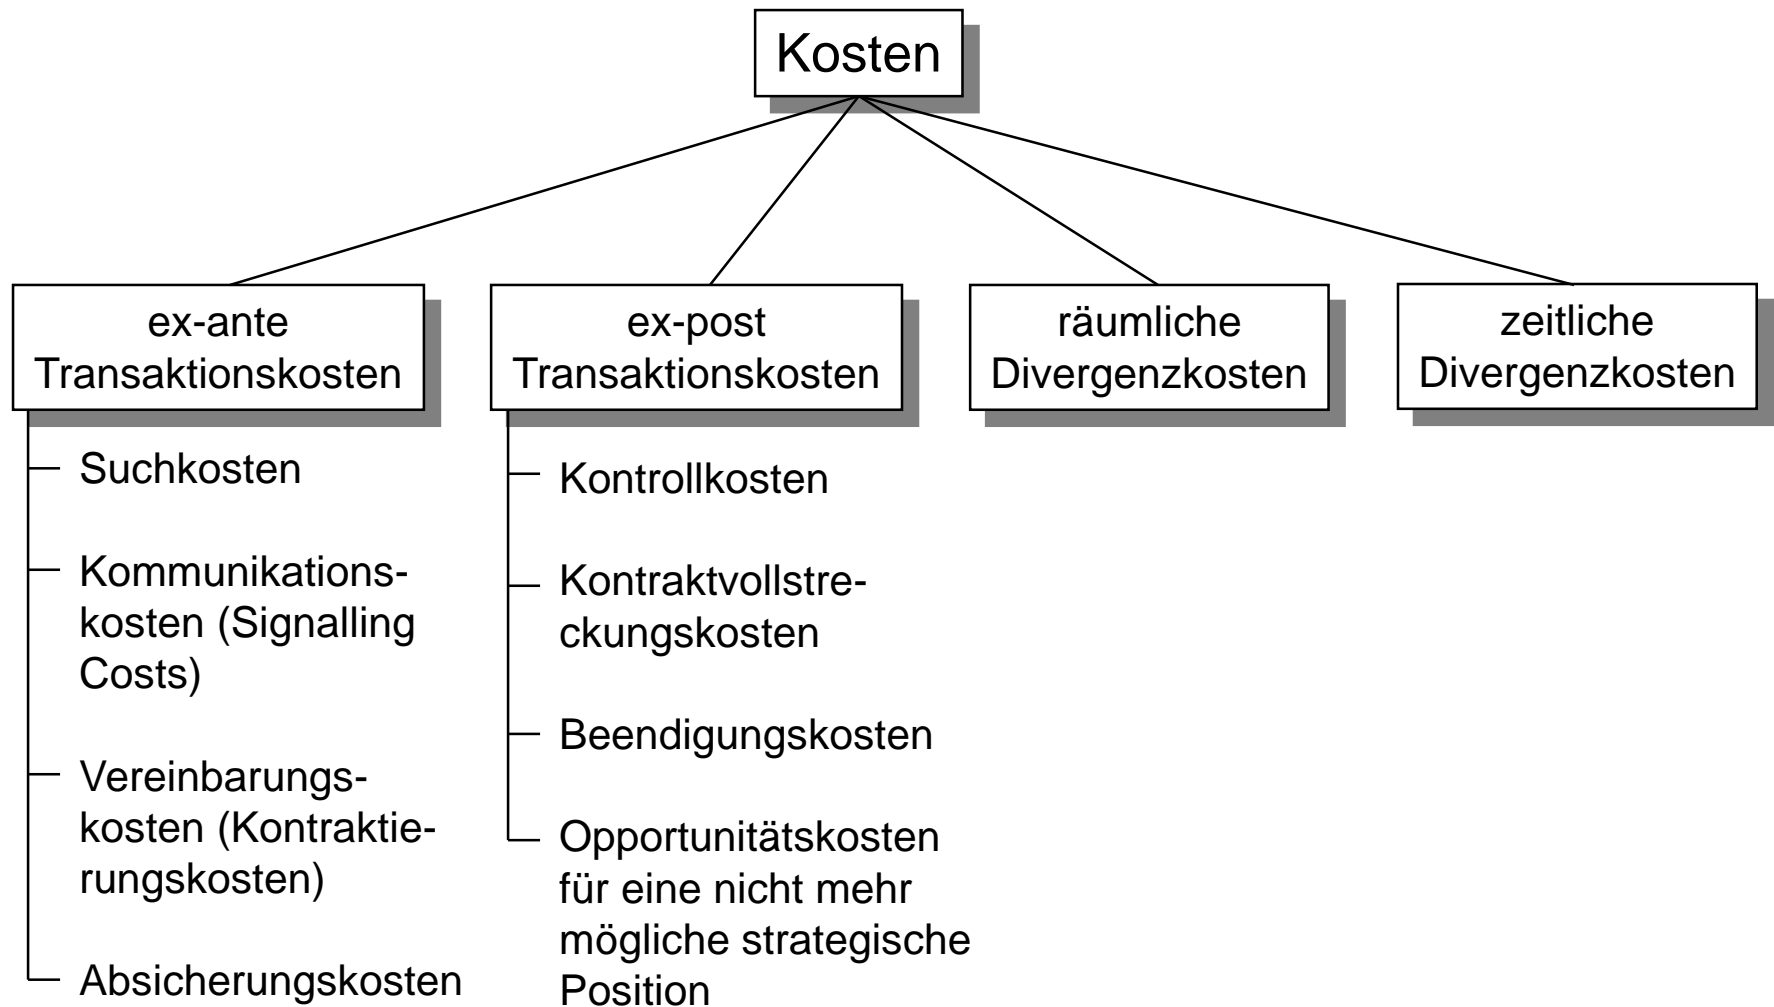 Kosten
ex-ante
Transaktionskosten
Suchkosten
Kommunikations-
kosten (Signalling
Costs)
Vereinbarungs-
kosten (Kontraktie-
rungskosten)
Absicherungskosten
ex-post
Transaktionskosten
Kontrollkosten
Kontraktvollstre-
ckungskosten
Beendigungskosten
Opportunitätskosten
für eine nicht mehr
mögliche strategische
Position
räumliche
Divergenzkosten
zeitliche
Divergenzkosten